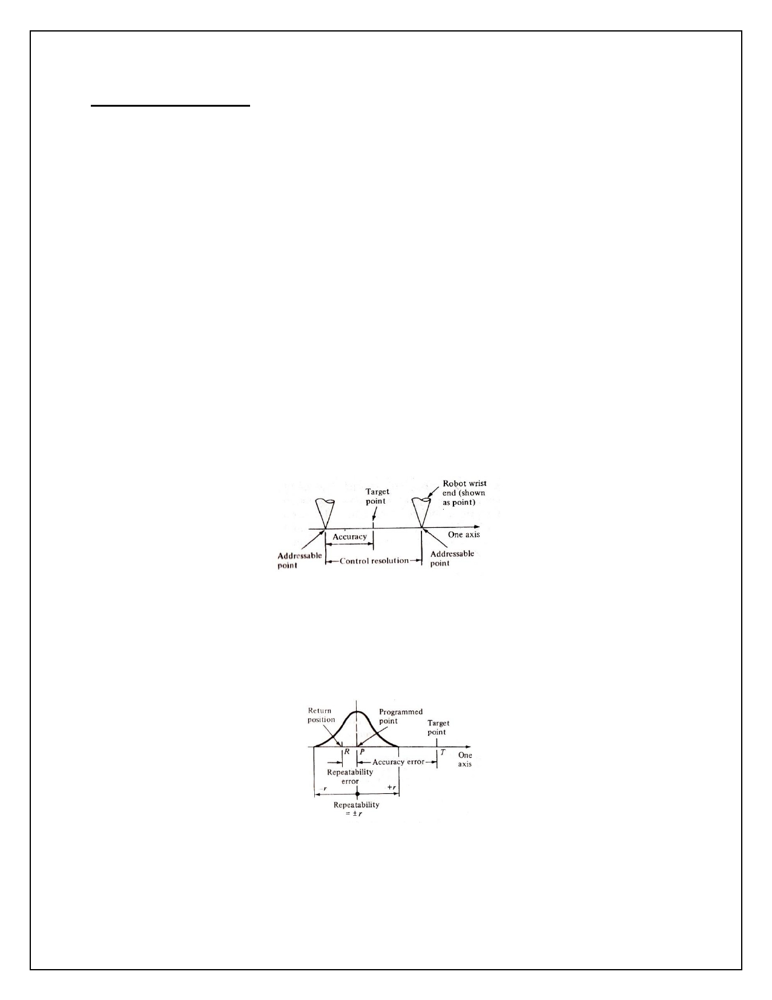 Robot wrist
end (shown
as point)
Target
point
One axis
Accuracy
Addressable
point
Control resolution
Addressable
point
Return
position
Programmed
point
Target
point
R P T
One
axis
Accuracy error
Repeatability
error
-r +r
Repeatability
= ± r